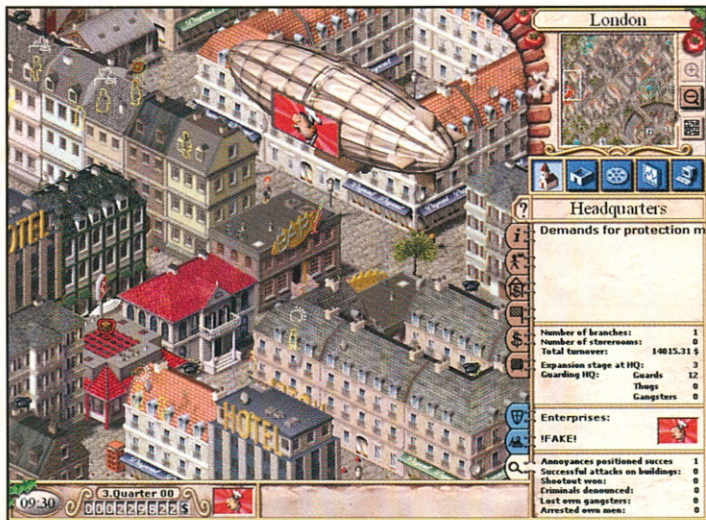 London
?
Headquarters
Demands for protection m
Number of branches: 1
Number of storerooms: 0
Total turnover: 14015.31 $
Expansion stage at HQ: 3
Guarding HQ: Guards 12
Thugs 0
Gangsters 0
Enterprises:
!FAKE!
Annoyances positioned succes 1
Successful attacks on buildings: 0
Shootout won: 0
Criminals denounced: 0
Lost own gangsters: 0
Arrested own men: 0
HOTEL
$
09:30
3.Quarter 00
000229622$